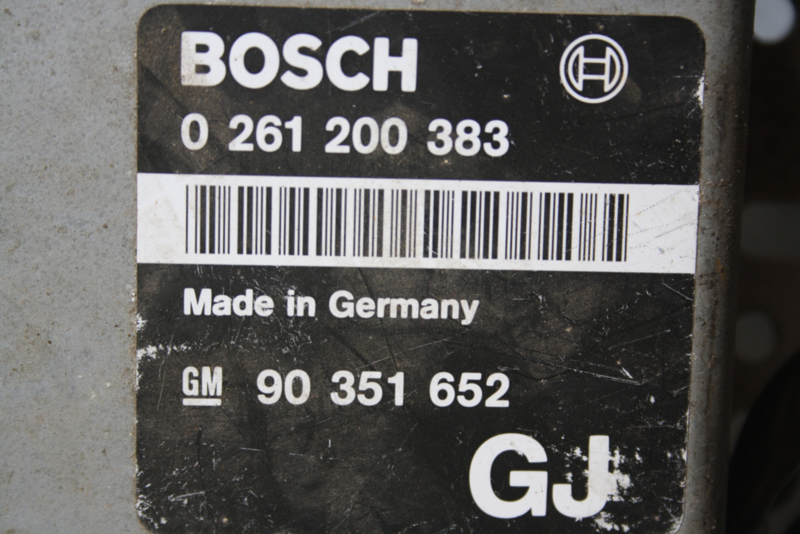 BOSCH
0 261 200 383
Made in Germany
GM 90 351 652
GJ